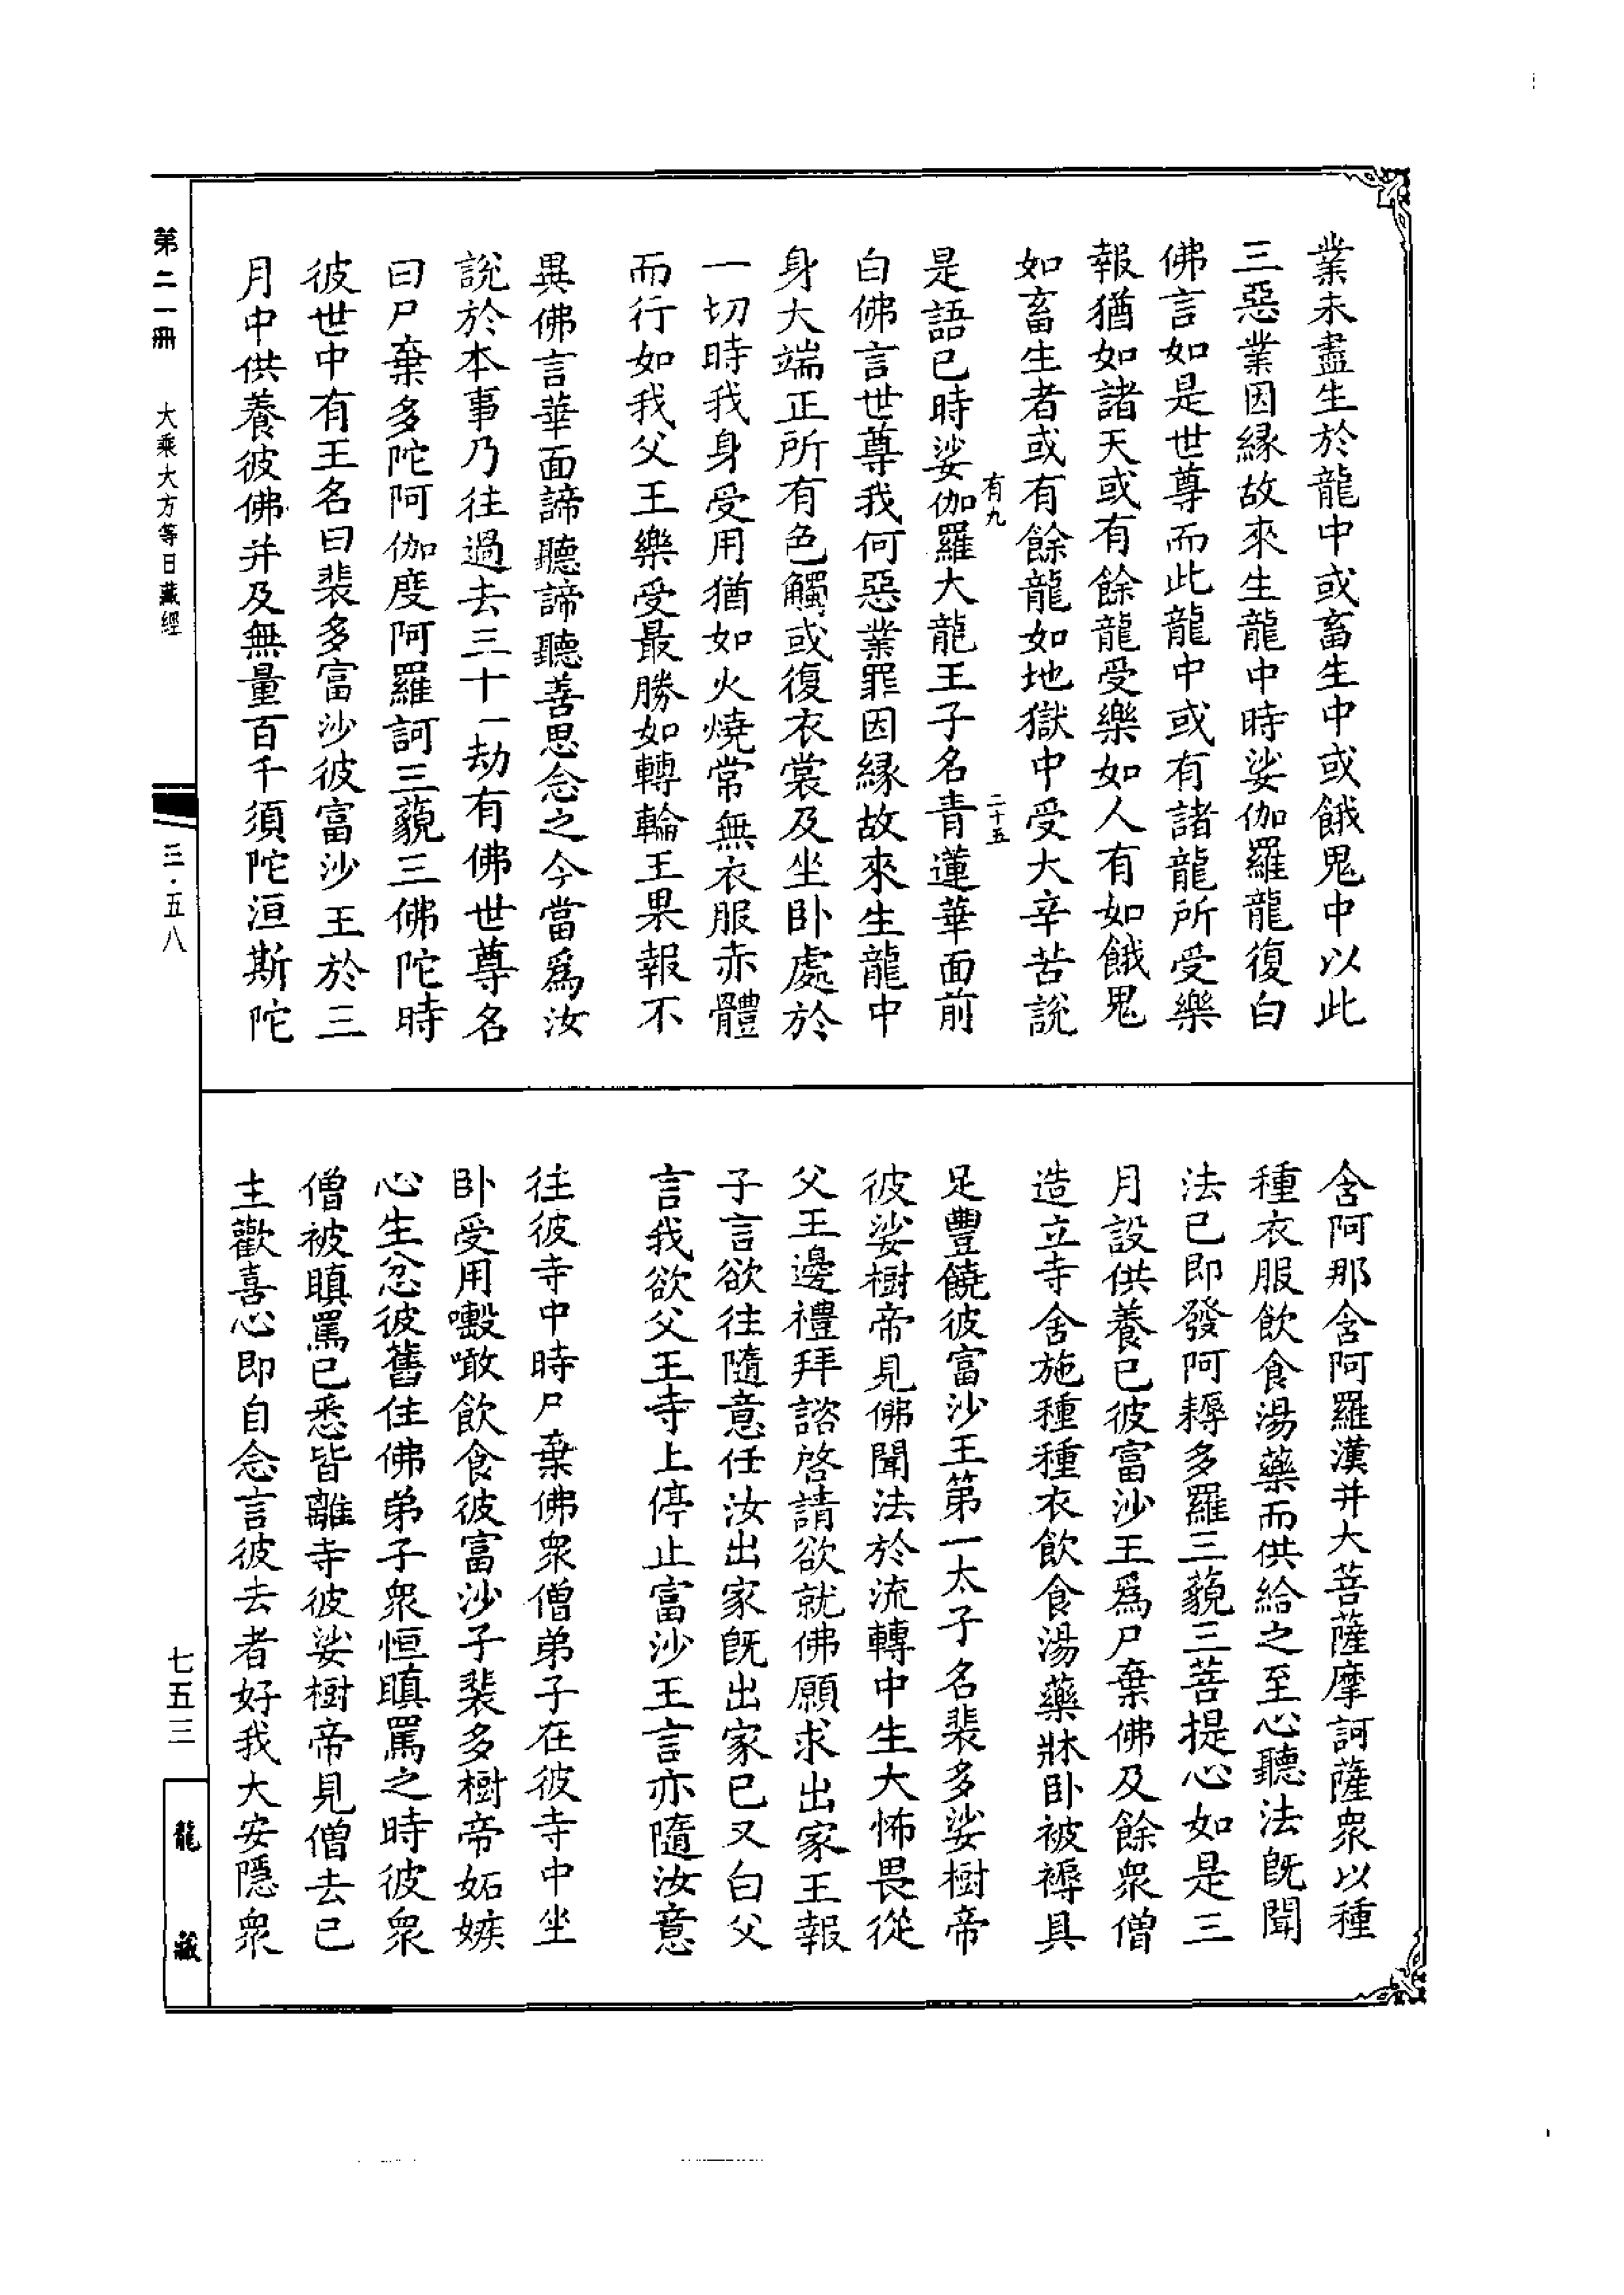 業未盡生於龍中或畜生中或餓鬼中以此
三惡業因緣故來生龍中時娑伽羅龍復白
佛言如是世尊而此龍中或有諸龍所受樂
報猶如諸天或有餘龍受樂如人有如餓鬼
如畜生者或有餘龍如地獄中受大辛苦說
有九
二十五
是語已時娑伽羅大龍王子名青蓮華面前
白佛言世尊我何惡業罪因緣故來生龍中
身大端正所有色觸或復衣裳及坐卧處於
一切時我身受用猶如火燒常無衣服赤體
而行如我父王樂受最勝如轉輪王果報不
異佛言華面諦聽諦聽善思念之今當爲汝
說於本事乃往過去三十一劫有佛世尊名
曰尸棄多陀阿伽度阿羅訶三藐三佛陀時
彼世中有王名曰裴多富沙彼富沙王於三
月中供養彼佛并及無量百千須陀洹斯陀
含阿那含阿羅漢并大菩薩摩訶薩衆以種
種衣服飲食湯藥而供給之至心聽法旣聞
法已即發阿耨多羅三藐三菩提心如是三
月設供養已彼富沙王爲尸棄佛及餘衆僧
造立寺舍施種種衣飲食湯藥牀卧被褥具
足豐饒彼富沙王第一太子名裴多娑樹帝
彼娑樹帝見佛聞法於流轉中生大怖畏從
父王邊禮拜諮啓請欲就佛願求出家王報
子言欲往隨意任汝出家旣出家已又白父
言我欲父王寺上停止富沙王言亦隨汝意
往彼寺中時尸棄佛衆僧弟子在彼寺中坐
卧受用囓噉飲食彼富沙子裴多樹帝妬嫉
心生忿彼舊住佛弟子衆恒瞋罵之時彼衆
僧被瞋罵已悉皆離寺彼娑樹帝見僧去已
主歡喜心即自念言彼去者好我大安隱衆
第二一冊
大乘大方等日藏經
三·五八
七五三
龍藏